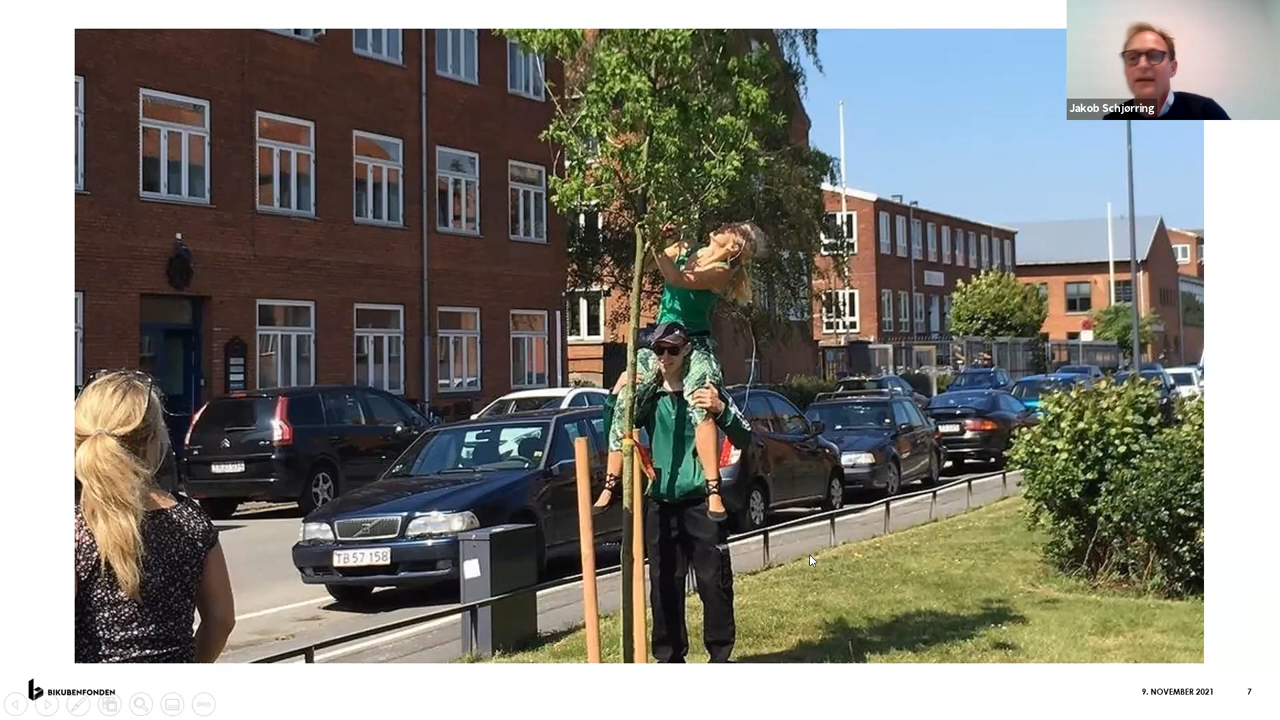 Jakob Schjørring
TB 57 158
BIKUBENFONDEN
9. NOVEMBER 2021
7